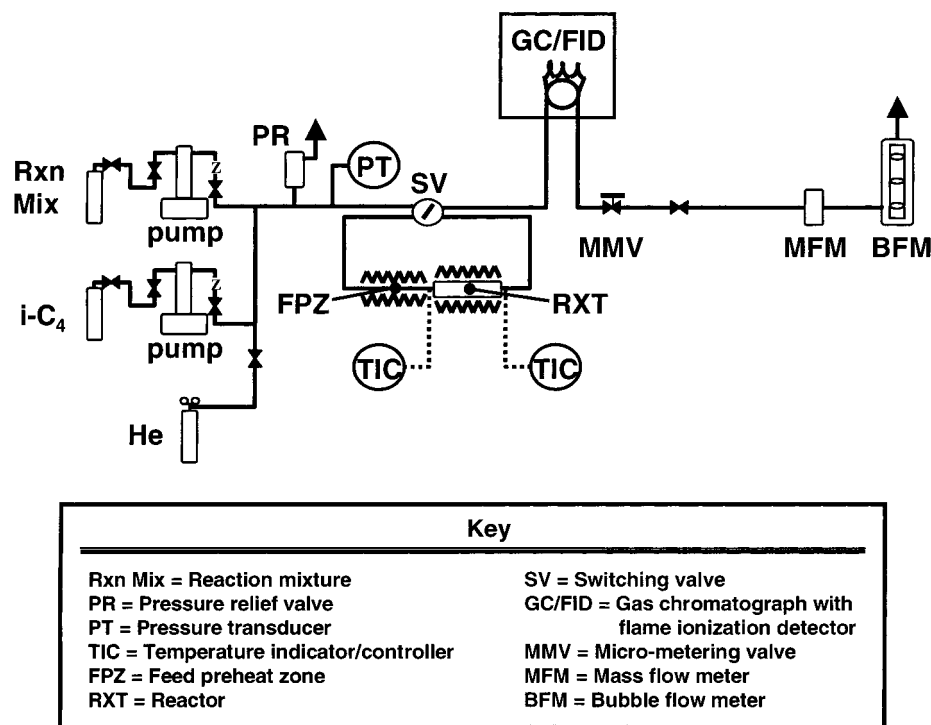 GC/FID
PR
PT
SV
Rxn
Mix
pump
MMV
MFM
BFM
FPZ
RXT
i-C₄
pump
TIC
TIC
He
Key
Rxn Mix = Reaction mixture
PR = Pressure relief valve
PT = Pressure transducer
TIC = Temperature indicator/controller
FPZ = Feed preheat zone
RXT = Reactor
SV = Switching valve
GC/FID = Gas chromatograph with
flame ionization detector
MMV = Micro-metering valve
MFM = Mass flow meter
BFM = Bubble flow meter